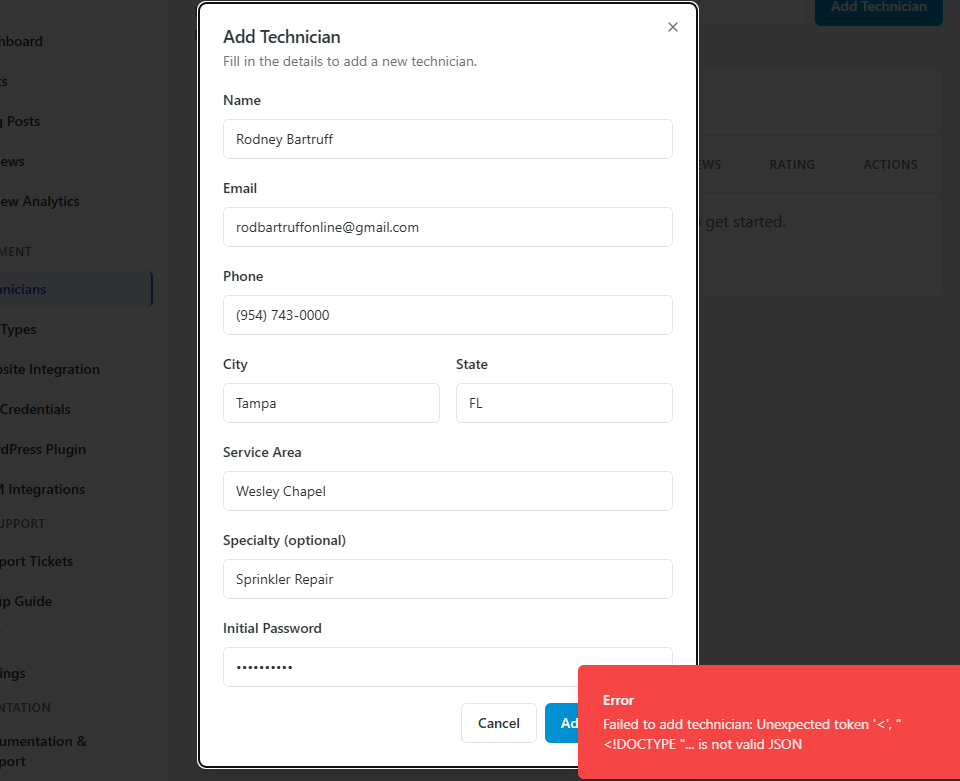 Add Technician
Add Technician
Fill in the details to add a new technician.
Name
Rodney Bartruff
Email
rodbartruffonline@gmail.com
Phone
(954) 743-0000
City
State
Tampa
FL
Service Area
Wesley Chapel
Specialty (optional)
Sprinkler Repair
Initial Password
••••••••••
Cancel
Ad
Error
Failed to add technician: Unexpected token '<', "
<!DOCTYPE "... is not valid JSON
hboard
ts
g Posts
ews
ew Analytics
MENT
hnicians
Types
bsite Integration
Credentials
rdPress Plugin
M Integrations
UPPORT
port Tickets
up Guide
ings
NTATION
umentation &
port
EWS
RATING
ACTIONS
get started.